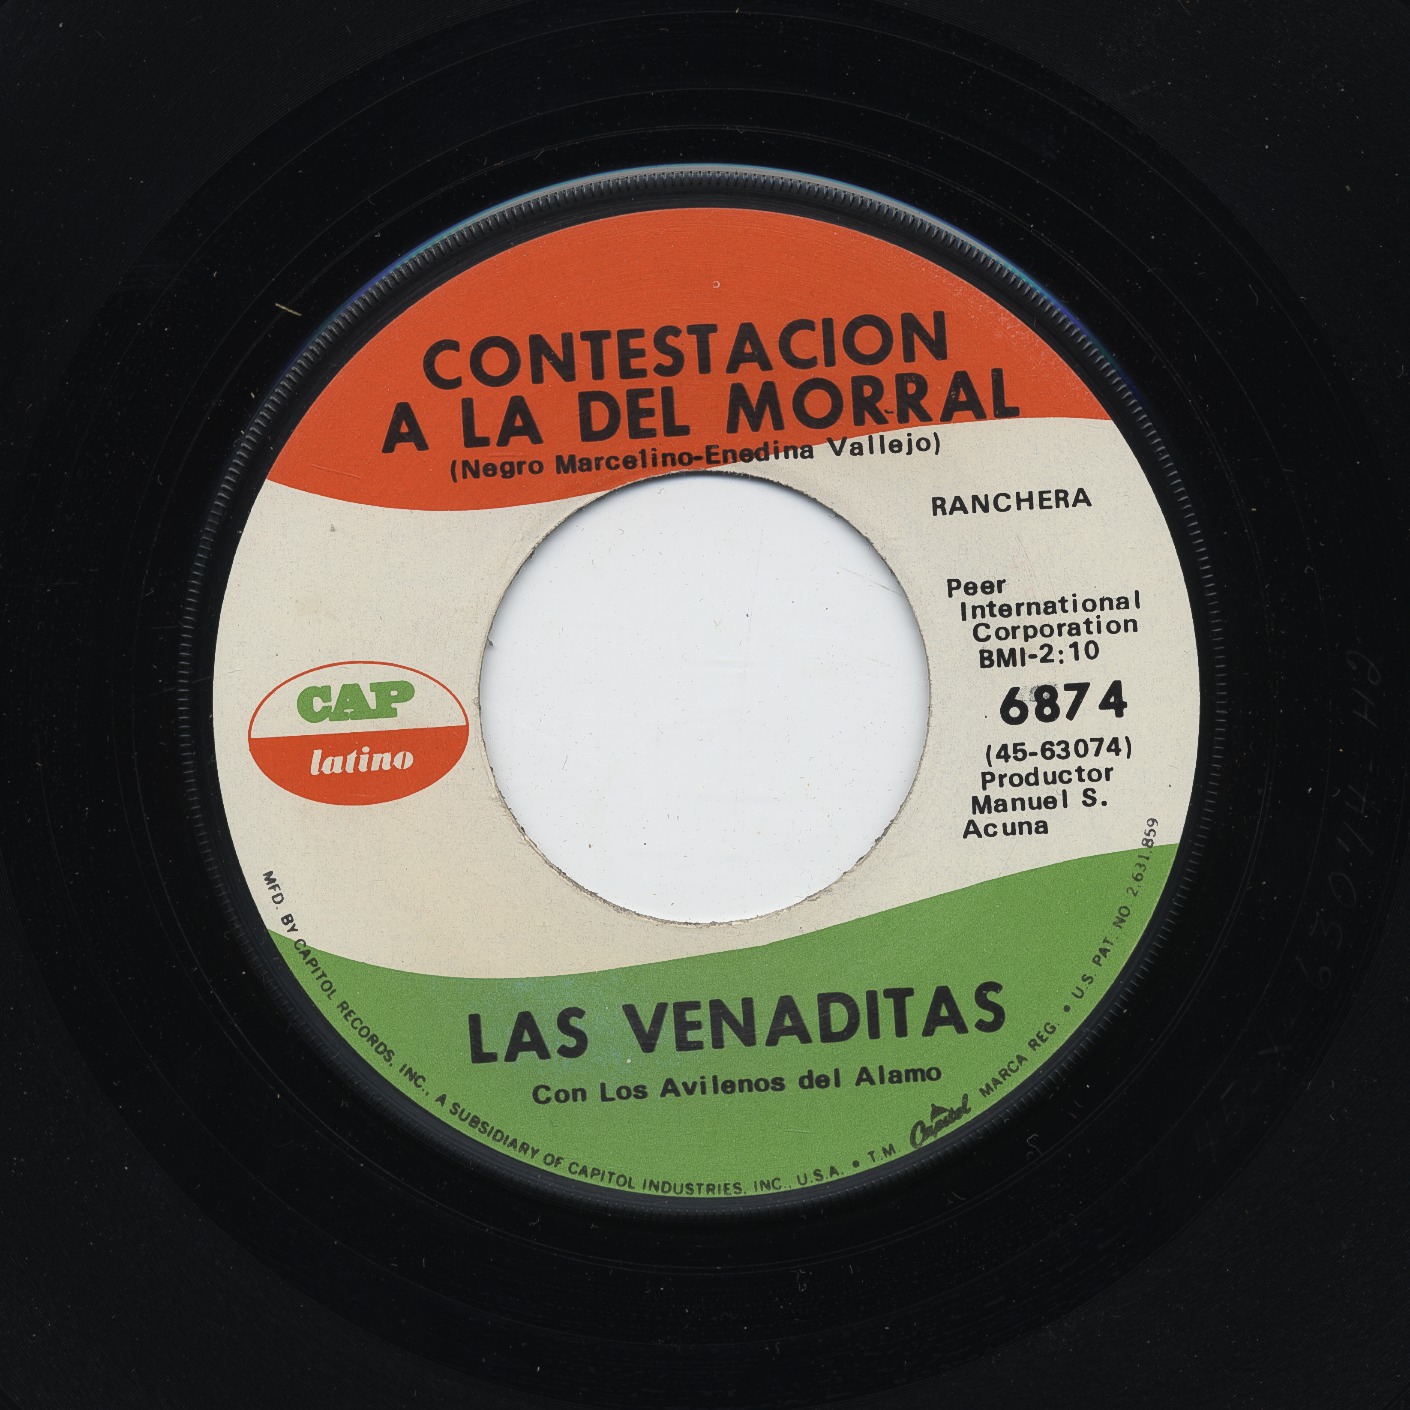 CONTESTACION
A LA DEL MORRAL
(Negro Marcelino-Enedina Vallejo)
RANCHERA
Peer
International
Corporation
BMI-2:10
6874
(45-63074)
Productor
Manuel S.
Acuna
CAP
latino
LAS VENADITAS
Con Los Avilenos del Alamo
MFD. BY CAPITOL RECORDS, INC., A SUBSIDIARY OF CAPITOL INDUSTRIES, INC., U.S.A. • T.M. Capitol MARCA REG. • U.S. PAT. NO. 2,631,859